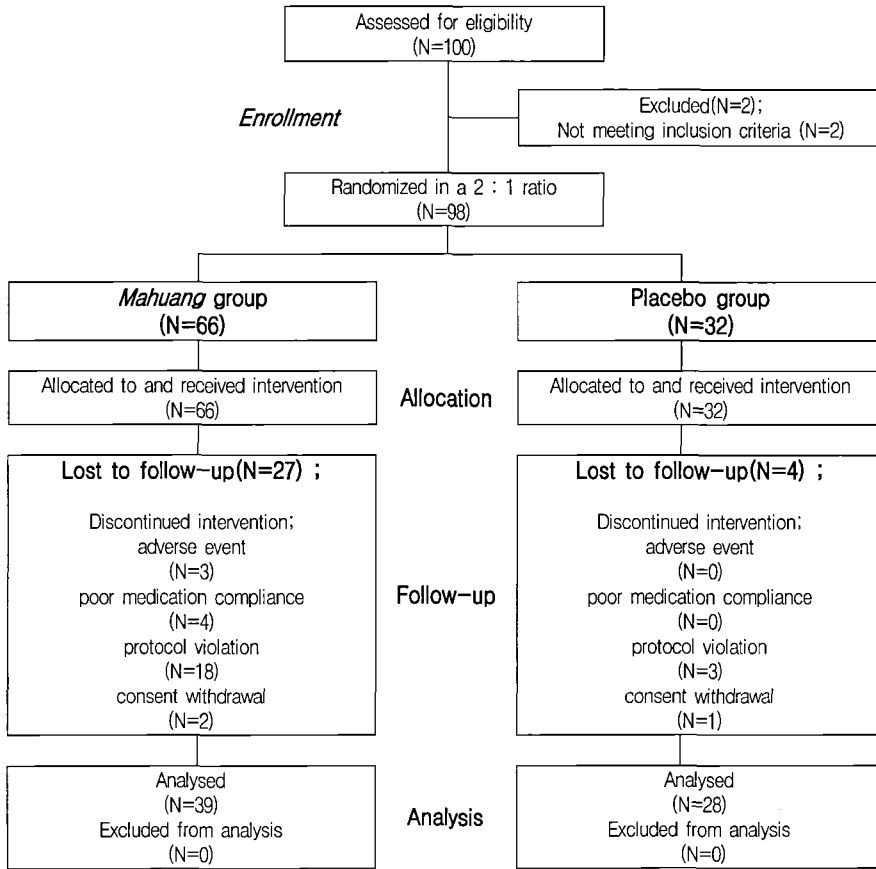 Assessed for eligibility
(N=100)
Enrollment
Excluded(N=2);
Not meeting inclusion criteria (N=2)
Randomized in a 2 : 1 ratio
(N=98)
Mahuang group
(N=66)
Placebo group
(N=32)
Allocated to and received intervention
(N=66)
Allocation
Allocated to and received intervention
(N=32)
Lost to follow-up(N=27) ;
Discontinued intervention;
adverse event
(N=3)
poor medication compliance
(N=4)
protocol violation
(N=18)
consent withdrawal
(N=2)
Follow-up
Lost to follow-up(N=4) ;
Discontinued intervention;
adverse event
(N=0)
poor medication compliance
(N=0)
protocol violation
(N=3)
consent withdrawal
(N=1)
Analysed
(N=39)
Excluded from analysis
(N=0)
Analysis
Analysed
(N=28)
Excluded from analysis
(N=0)